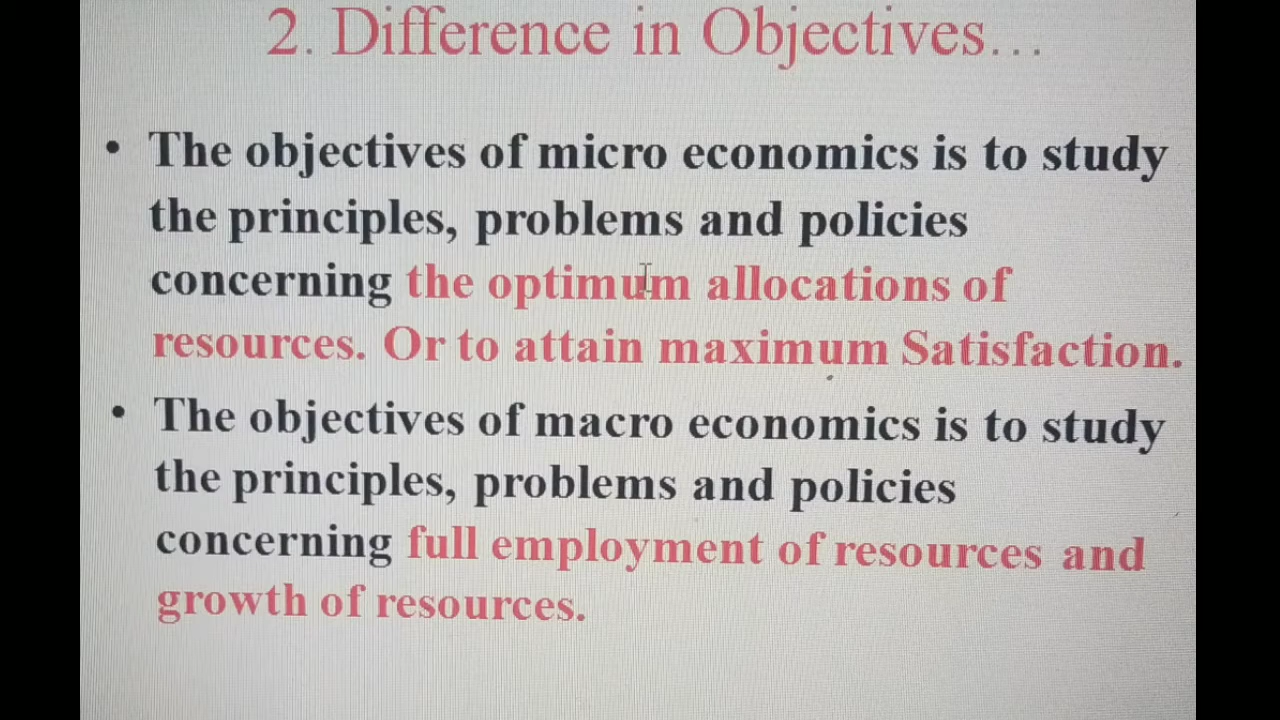 2. Difference in Objectives...
• The objectives of micro economics is to study
the principles, problems and policies
concerning the optimum allocations of
resources. Or to attain maximum Satisfaction.
• The objectives of macro economics is to study
the principles, problems and policies
concerning full employment of resources and
growth of resources.